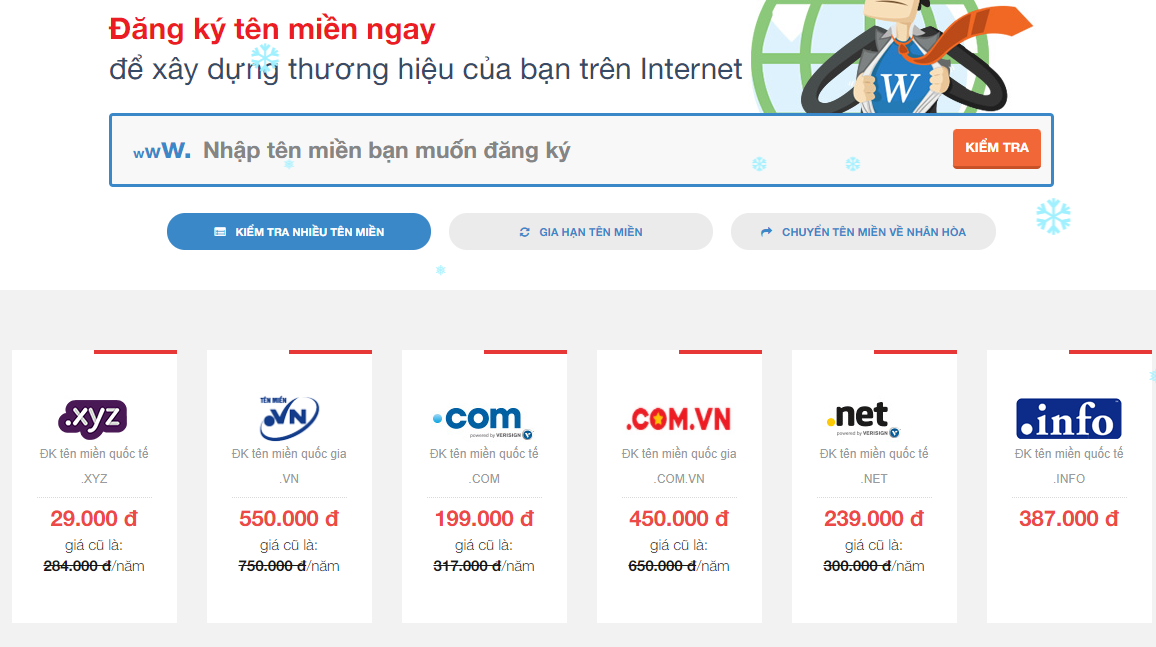 Đăng ký tên miền ngay
để xây dựng thương hiệu của bạn trên Internet
W
wwW. Nhập tên miền bạn muốn đăng ký
KIỂM TRA
KIỂM TRA NHIỀU TÊN MIỀN
GIA HẠN TÊN MIỀN
CHUYỂN TÊN MIỀN VỀ NHÂN HÒA
.xyz
ĐK tên miền quốc tế
.XYZ
29.000 đ
giá cũ là:
284.000 đ/năm
TÊN MIỀN
.VN
ĐK tên miền quốc gia
.VN
550.000 đ
giá cũ là:
750.000 đ/năm
.com
powered by VERISIGN
ĐK tên miền quốc tế
.COM
199.000 đ
giá cũ là:
317.000 đ/năm
.COM.VN
ĐK tên miền quốc gia
.COM.VN
450.000 đ
giá cũ là:
650.000 đ/năm
.net
powered by VERISIGN
ĐK tên miền quốc tế
.NET
239.000 đ
giá cũ là:
300.000 đ/năm
.info
ĐK tên miền quốc tế
.INFO
387.000 đ